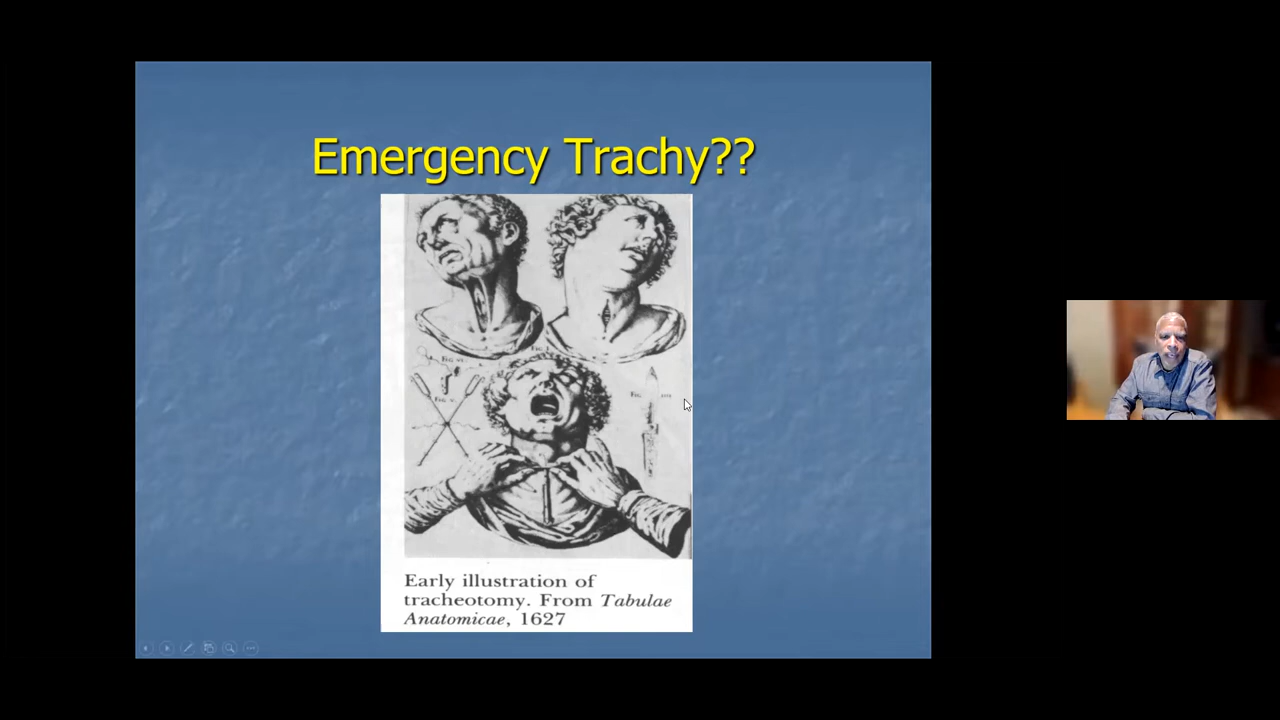 Emergency Trachy??
Early illustration of
tracheotomy. From Tabulae
Anatomicae, 1627